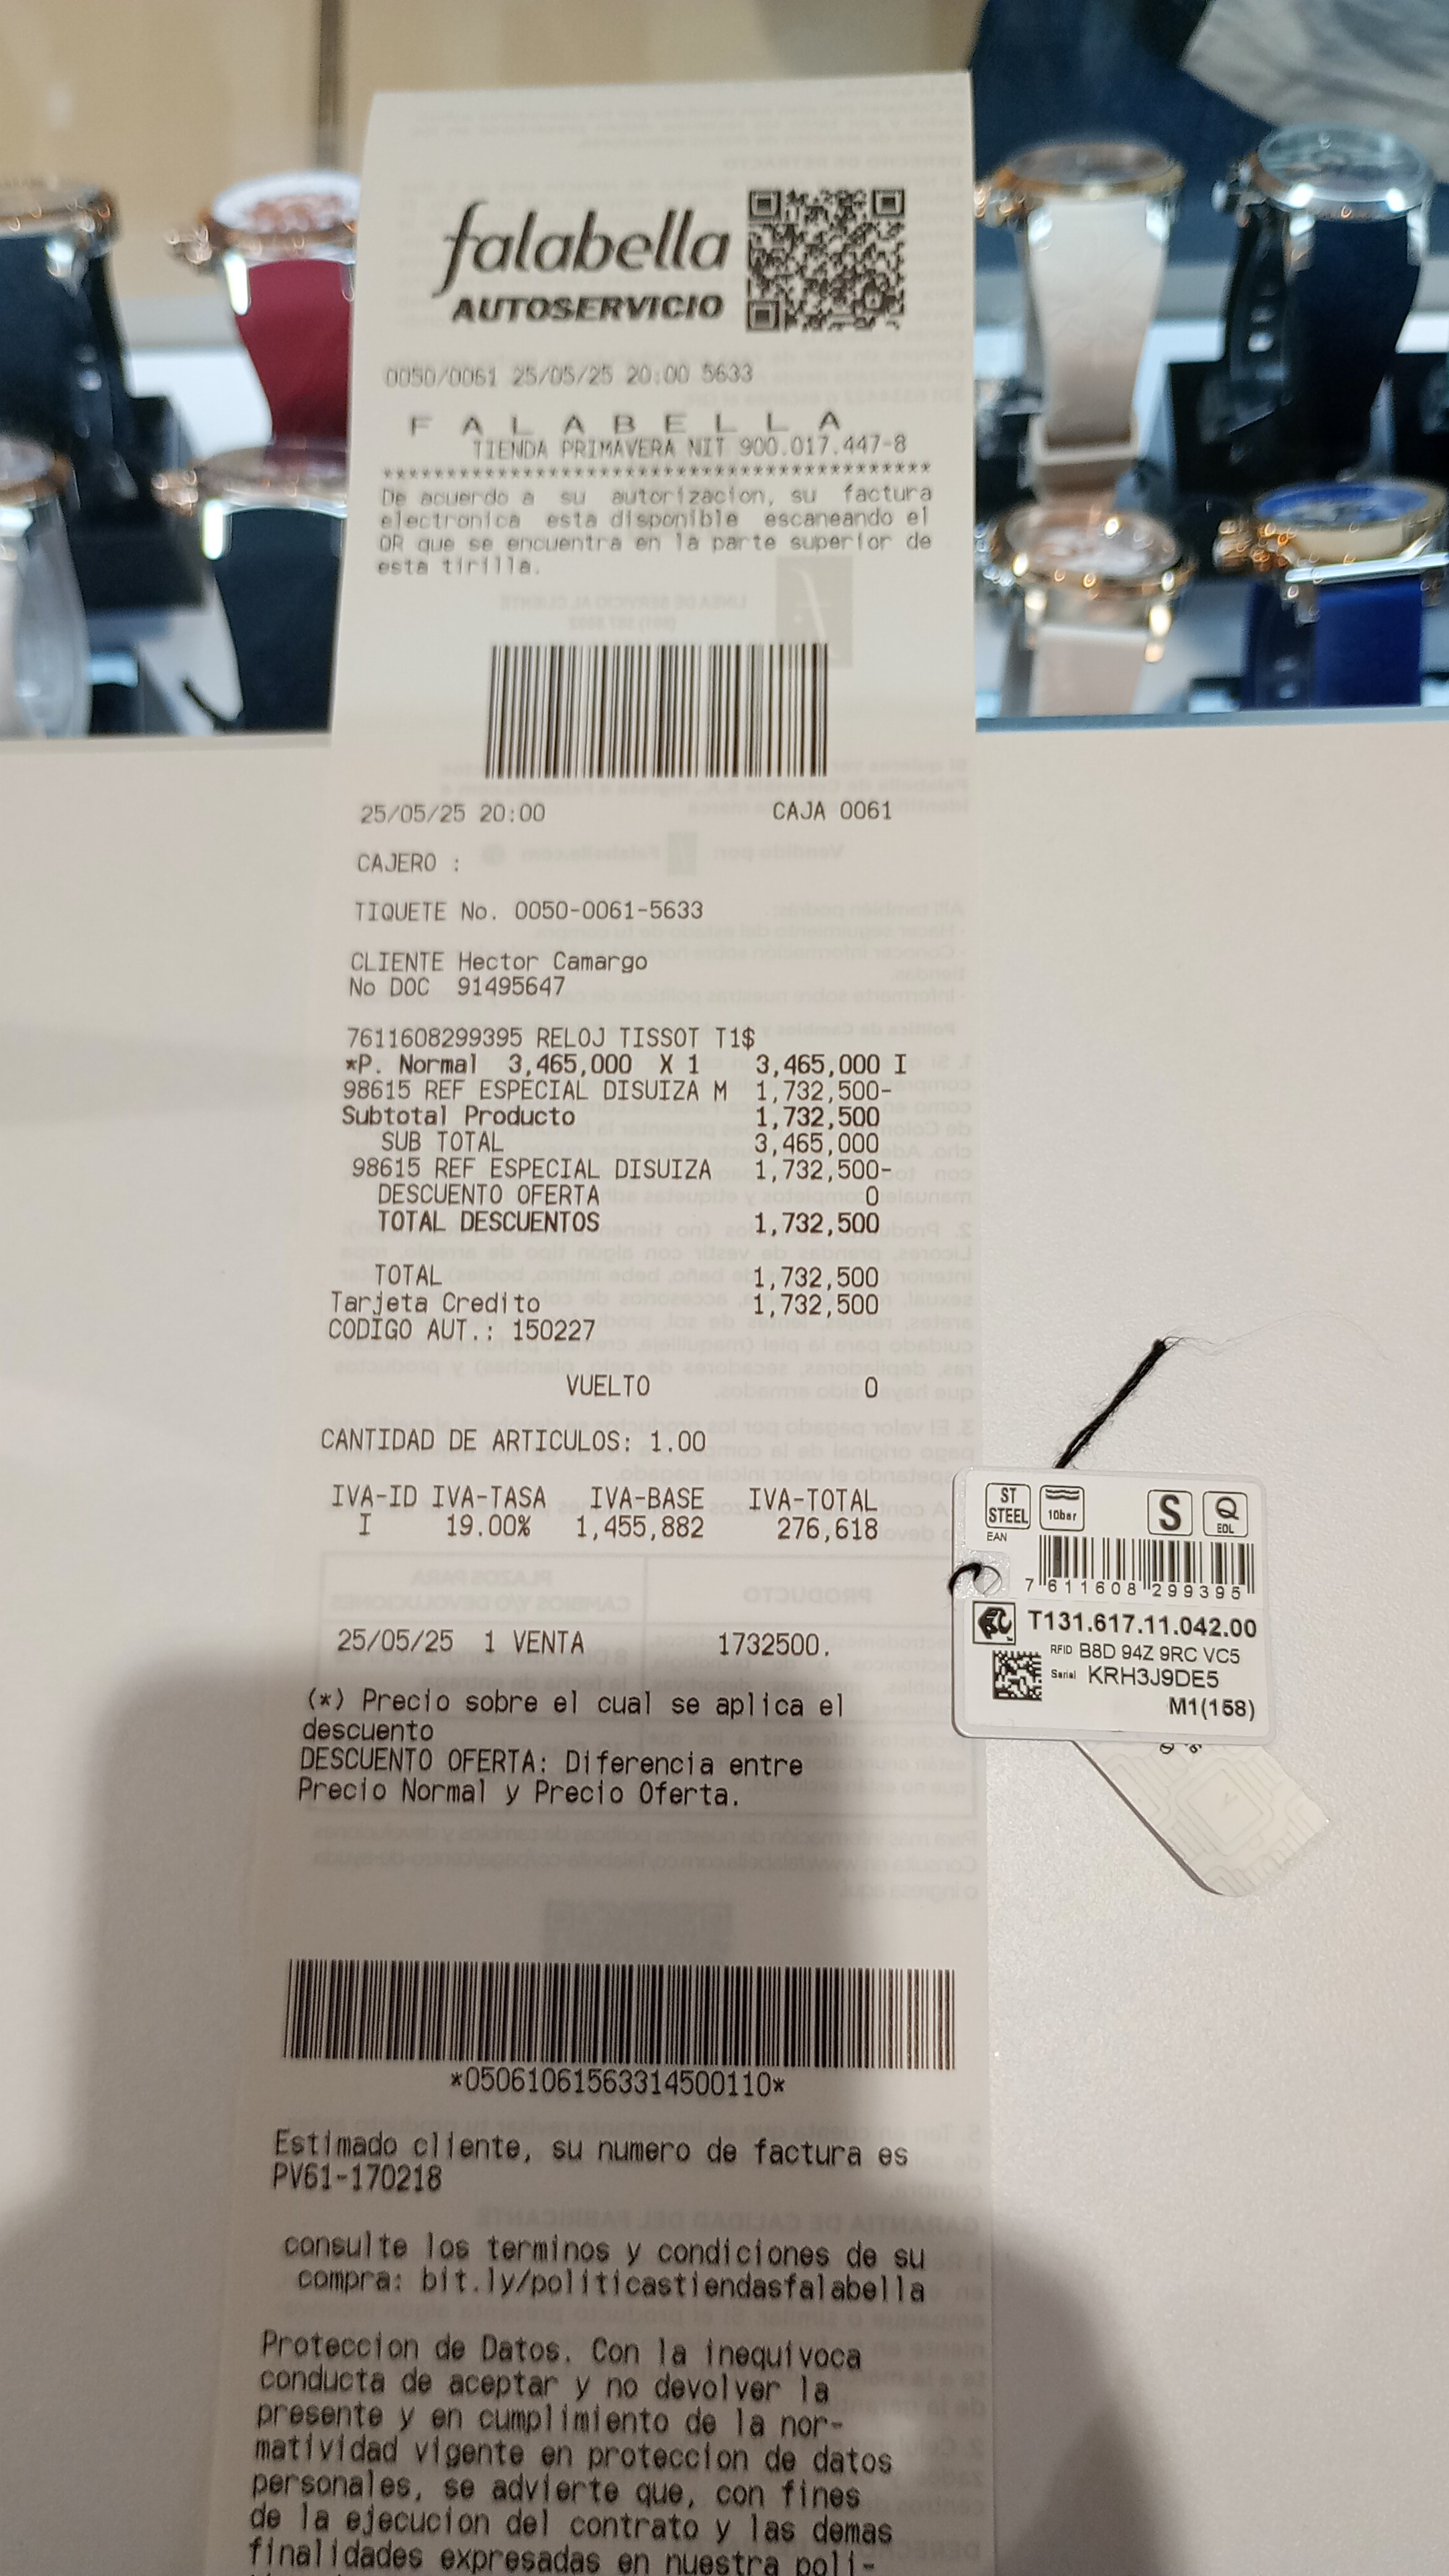 falabella
AUTOSERVICIO
0050/0061 25/05/25 20:00 5633
F A L A B E L L A
TIENDA PRIMAVERA NIT 900.017.447-8
******************************************
De acuerdo a su autorizacion, su factura
electronica esta disponible escaneando el
QR que se encuentra en la parte superior de
esta tirilla.
25/05/25 20:00 CAJA 0061
CAJERO :
TIQUETE No. 0050-0061-5633
CLIENTE Hector Camargo
No DOC 91495647
7611608299395 RELOJ TISSOT T1$
*P. Normal 3,465,000 X 1 3,465,000 I
98615 REF ESPECIAL DISUIZA M 1,732,500-
Subtotal Producto 1,732,500
SUB TOTAL 3,465,000
98615 REF ESPECIAL DISUIZA 1,732,500-
DESCUENTO OFERTA 0
TOTAL DESCUENTOS 1,732,500
TOTAL 1,732,500
Tarjeta Credito 1,732,500
CODIGO AUT.: 150227
VUELTO 0
CANTIDAD DE ARTICULOS: 1.00
IVA-ID IVA-TASA IVA-BASE IVA-TOTAL
I 19.00% 1,455,882 276,618
25/05/25 1 VENTA 1732500.
(*) Precio sobre el cual se aplica el
descuento
DESCUENTO OFERTA: Diferencia entre
Precio Normal y Precio Oferta.
*05061061563314500110*
Estimado cliente, su numero de factura es
PV61-170218
consulte los terminos y condiciones de su
compra: bit.ly/politicastiendasfalabella
Proteccion de Datos. Con la inequivoca
conducta de aceptar y no devolver la
presente y en cumplimiento de la nor-
matividad vigente en proteccion de datos
personales, se advierte que, con fines
de la ejecucion del contrato y las demas
finalidades expresadas en nuestra poli-
ST STEEL 10bar S Q EOL
EAN
7 611608 299395
T131.617.11.042.00
RFID B8D 94Z 9RC VC5
Serial KRH3J9DE5
M1(158)